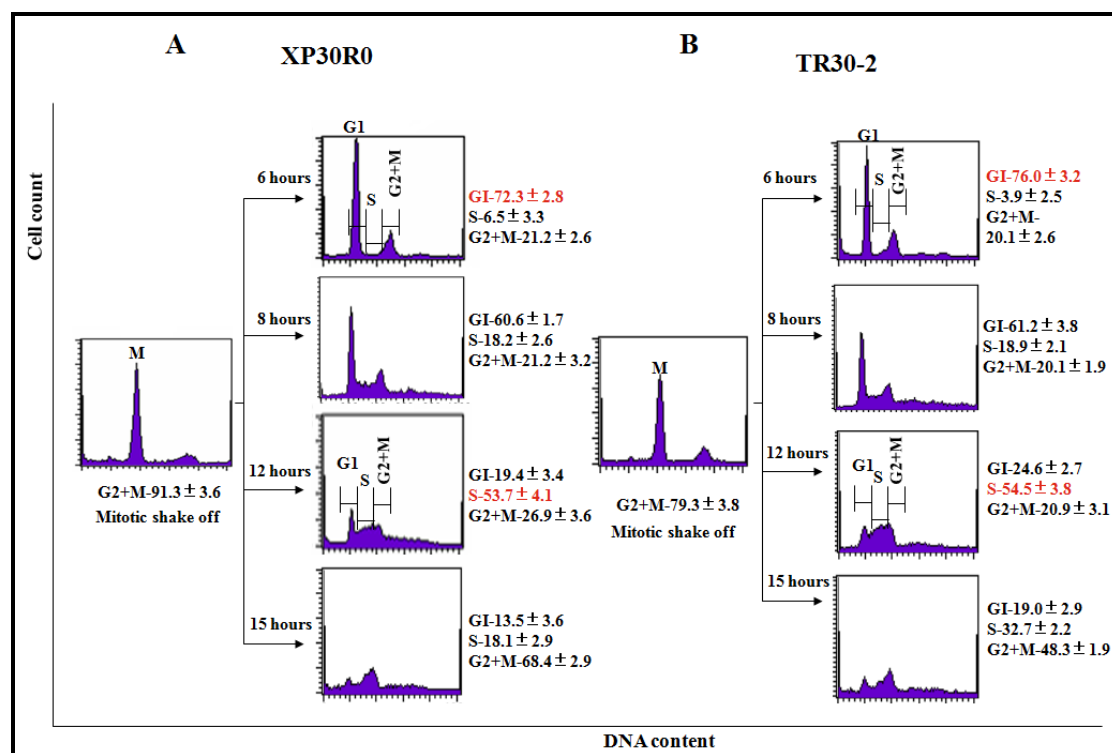 A
XP30R0
Cell count
M
G2+M-91.3 ± 3.6
Mitotic shake off
6 hours
G1
S
G2+M
GI-72.3 ± 2.8
S-6.5 ± 3.3
G2+M-21.2 ± 2.6
8 hours
GI-60.6 ± 1.7
S-18.2 ± 2.6
G2+M-21.2 ± 3.2
12 hours
G1
S
G2+M
GI-19.4 ± 3.4
S-53.7 ± 4.1
G2+M-26.9 ± 3.6
15 hours
GI-13.5 ± 3.6
S-18.1 ± 2.9
G2+M-68.4 ± 2.9
B
TR30-2
M
G2+M-79.3 ± 3.8
Mitotic shake off
6 hours
G1
S
G2+M
GI-76.0 ± 3.2
S-3.9 ± 2.5
G2+M-
20.1 ± 2.6
8 hours
GI-61.2 ± 3.8
S-18.9 ± 2.1
G2+M-20.1 ± 1.9
12 hours
G1
S
G2+M
GI-24.6 ± 2.7
S-54.5 ± 3.8
G2+M-20.9 ± 3.1
15 hours
GI-19.0 ± 2.9
S-32.7 ± 2.2
G2+M-48.3 ± 1.9
DNA content